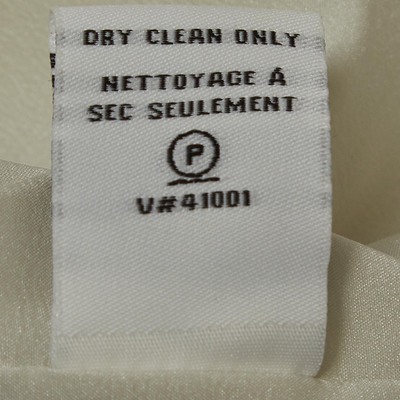 DRY CLEAN ONLY
NETTOYAGE Á
SEC SEULEMENT
P
V#41001